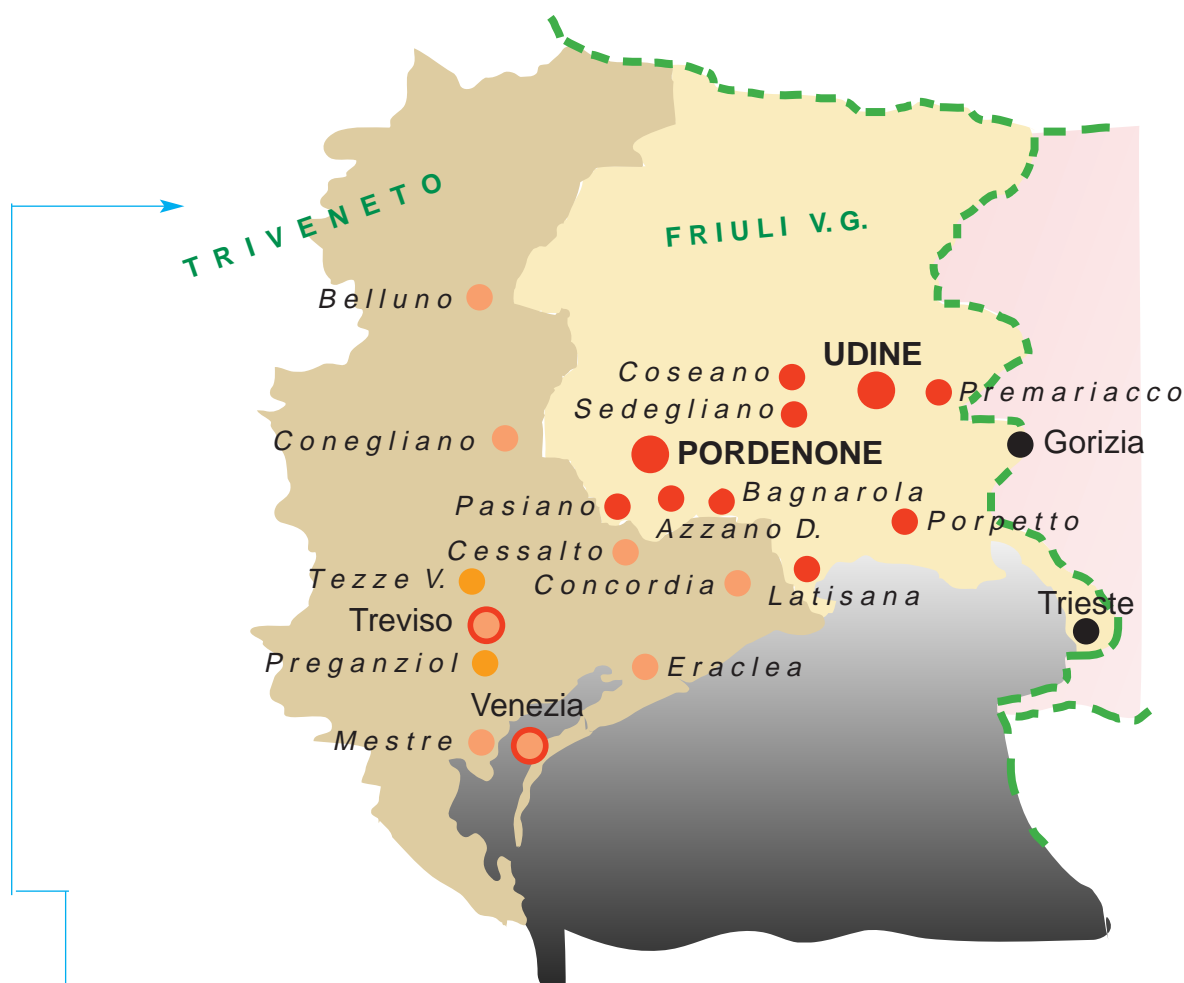 TRIVENETO
FRIULI V.G.
Belluno
UDINE
Coseano
Premariacco
Sedegliano
Conegliano
PORDENONE
Gorizia
Pasiano
Bagnarola
Azzano D.
Porpetto
Cessalto
Tezze V.
Concordia
Latisana
Trieste
Treviso
Preganziol
Eraclea
Venezia
Mestre